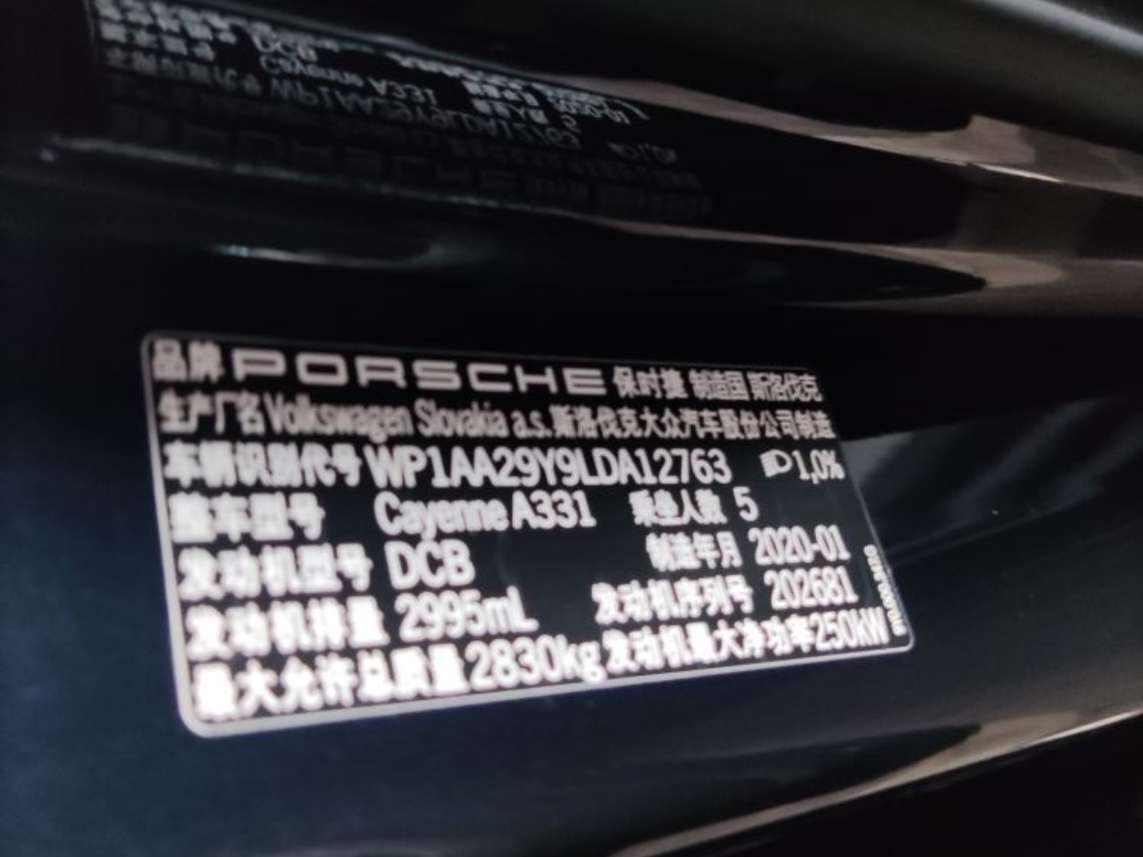 品牌 PORSCHE 保时捷 制造国 斯洛伐克
生产厂名 Volkswagen Slovakia a.s. 斯洛伐克大众汽车股份公司制造
车辆识别代号 WP1AA29Y9LDA12763 1,0%
整车型号 Cayenne A331 乘坐人数 5
发动机型号 DCB 制造年月 2020-01
发动机排量 2995mL 发动机序列号 202681
最大允许总质量 2830kg 发动机最大净功率 250kW